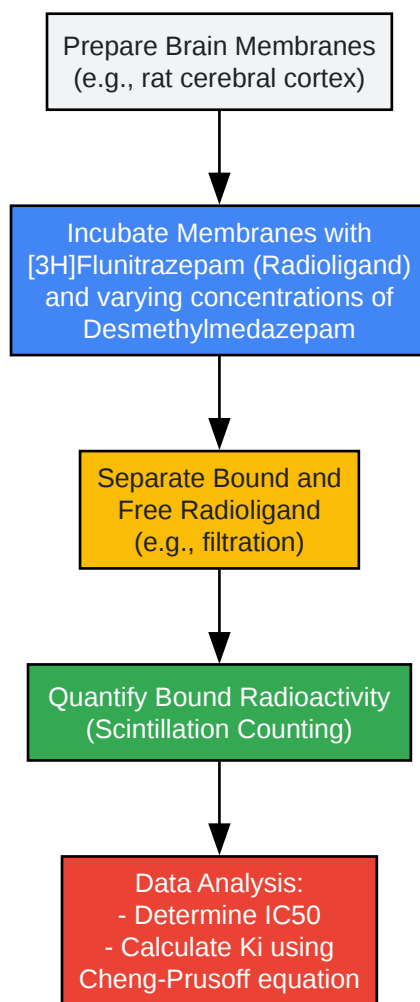 Prepare Brain Membranes
(e.g., rat cerebral cortex)
Incubate Membranes with
[3H]Flunitrazepam (Radioligand)
and varying concentrations of
Desmethylmedazepam
Separate Bound and
Free Radioligand
(e.g., filtration)
Quantify Bound Radioactivity
(Scintillation Counting)
Data Analysis:
- Determine IC50
- Calculate Ki using
Cheng-Prusoff equation